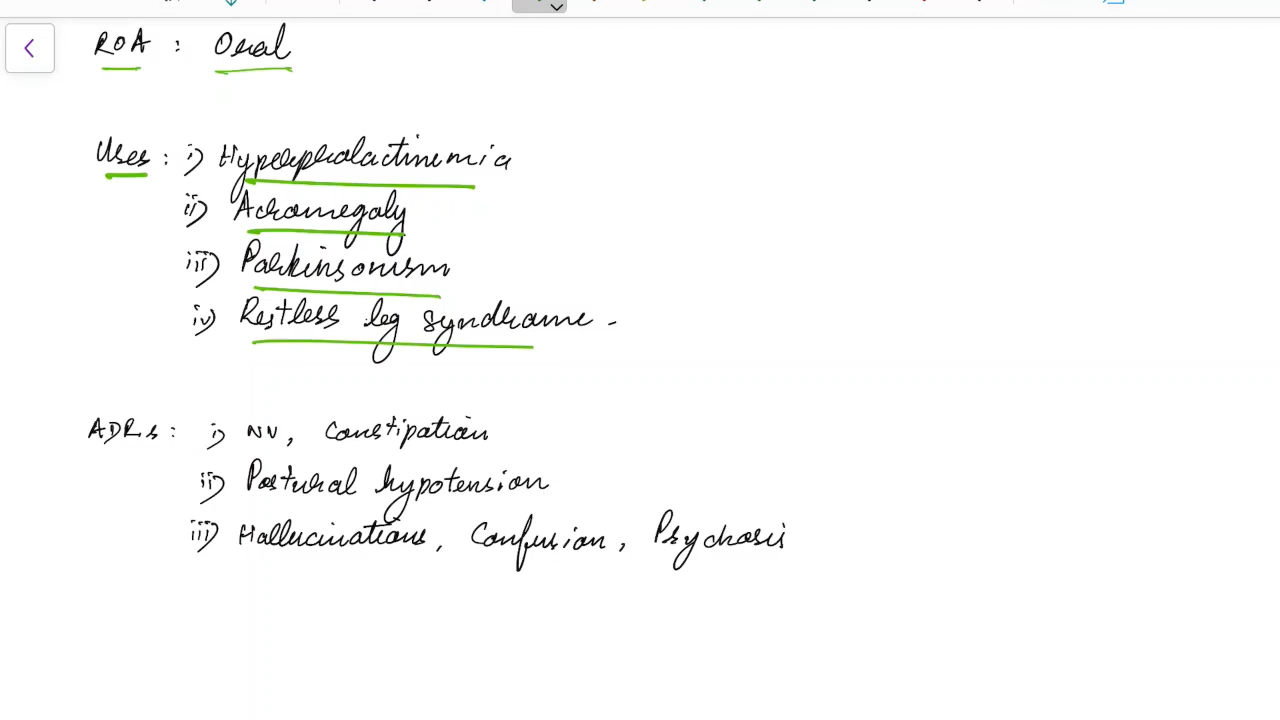 ROA : Oral
Uses : i) Hyperprolactinemia
ii) Acromegaly
iii) Parkinsonism
iv) Restless leg syndrome -
ADRs : i) NV, Constipation
ii) Postural hypotension
iii) Hallucinations, Confusion, Psychosis